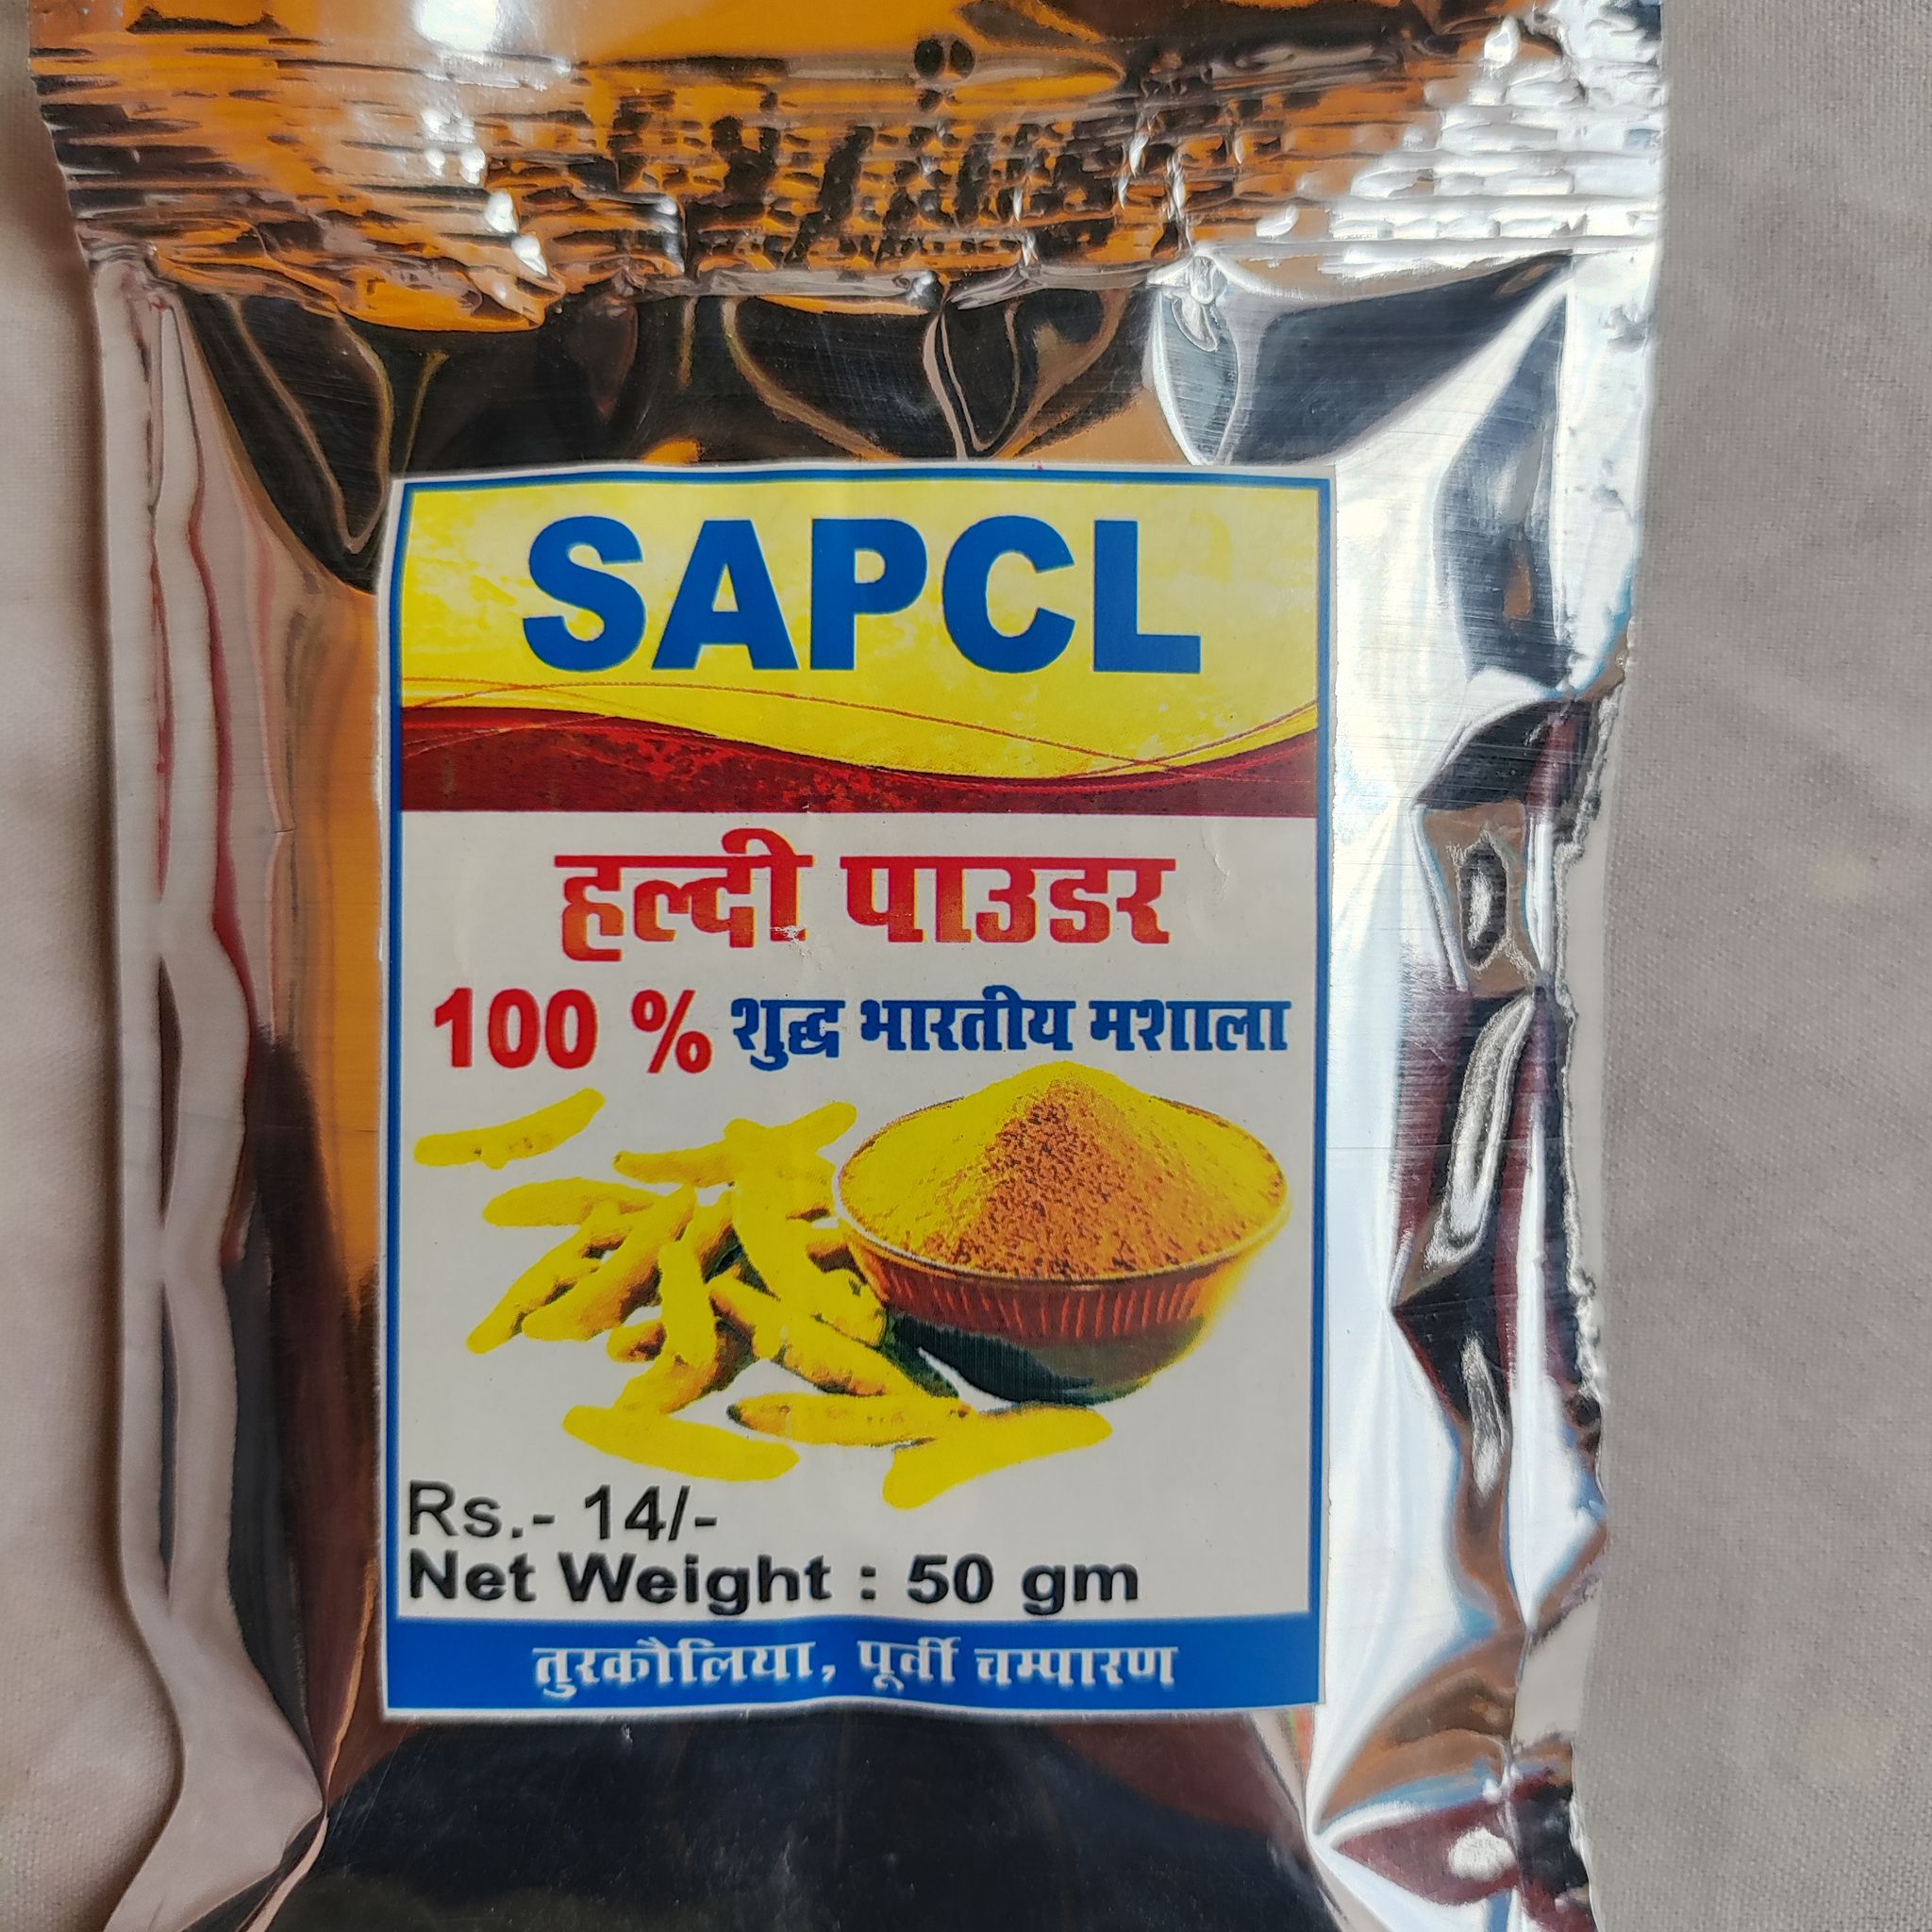 SAPCL
हल्दी पाउडर
100 % शुद्ध भारतीय मशाला
Rs.- 14/-
Net Weight : 50 gm
तुरकौलिया, पूर्वी चम्पारण